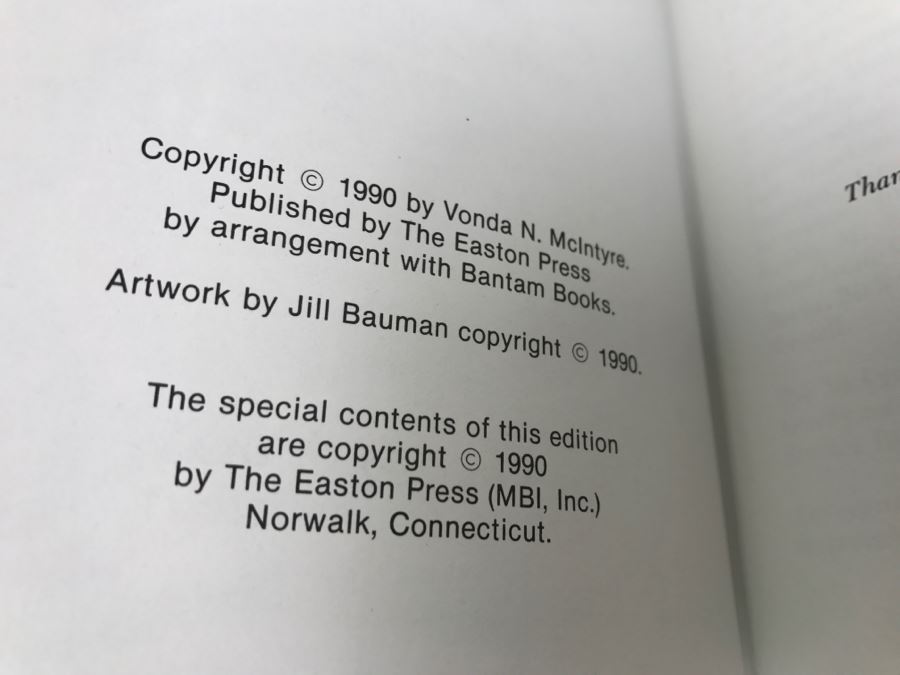 Copyright © 1990 by Vonda N. McIntyre.
Published by The Easton Press
by arrangement with Bantam Books.
Artwork by Jill Bauman copyright © 1990.
The special contents of this edition
are copyright © 1990
by The Easton Press (MBI, Inc.)
Norwalk, Connecticut.